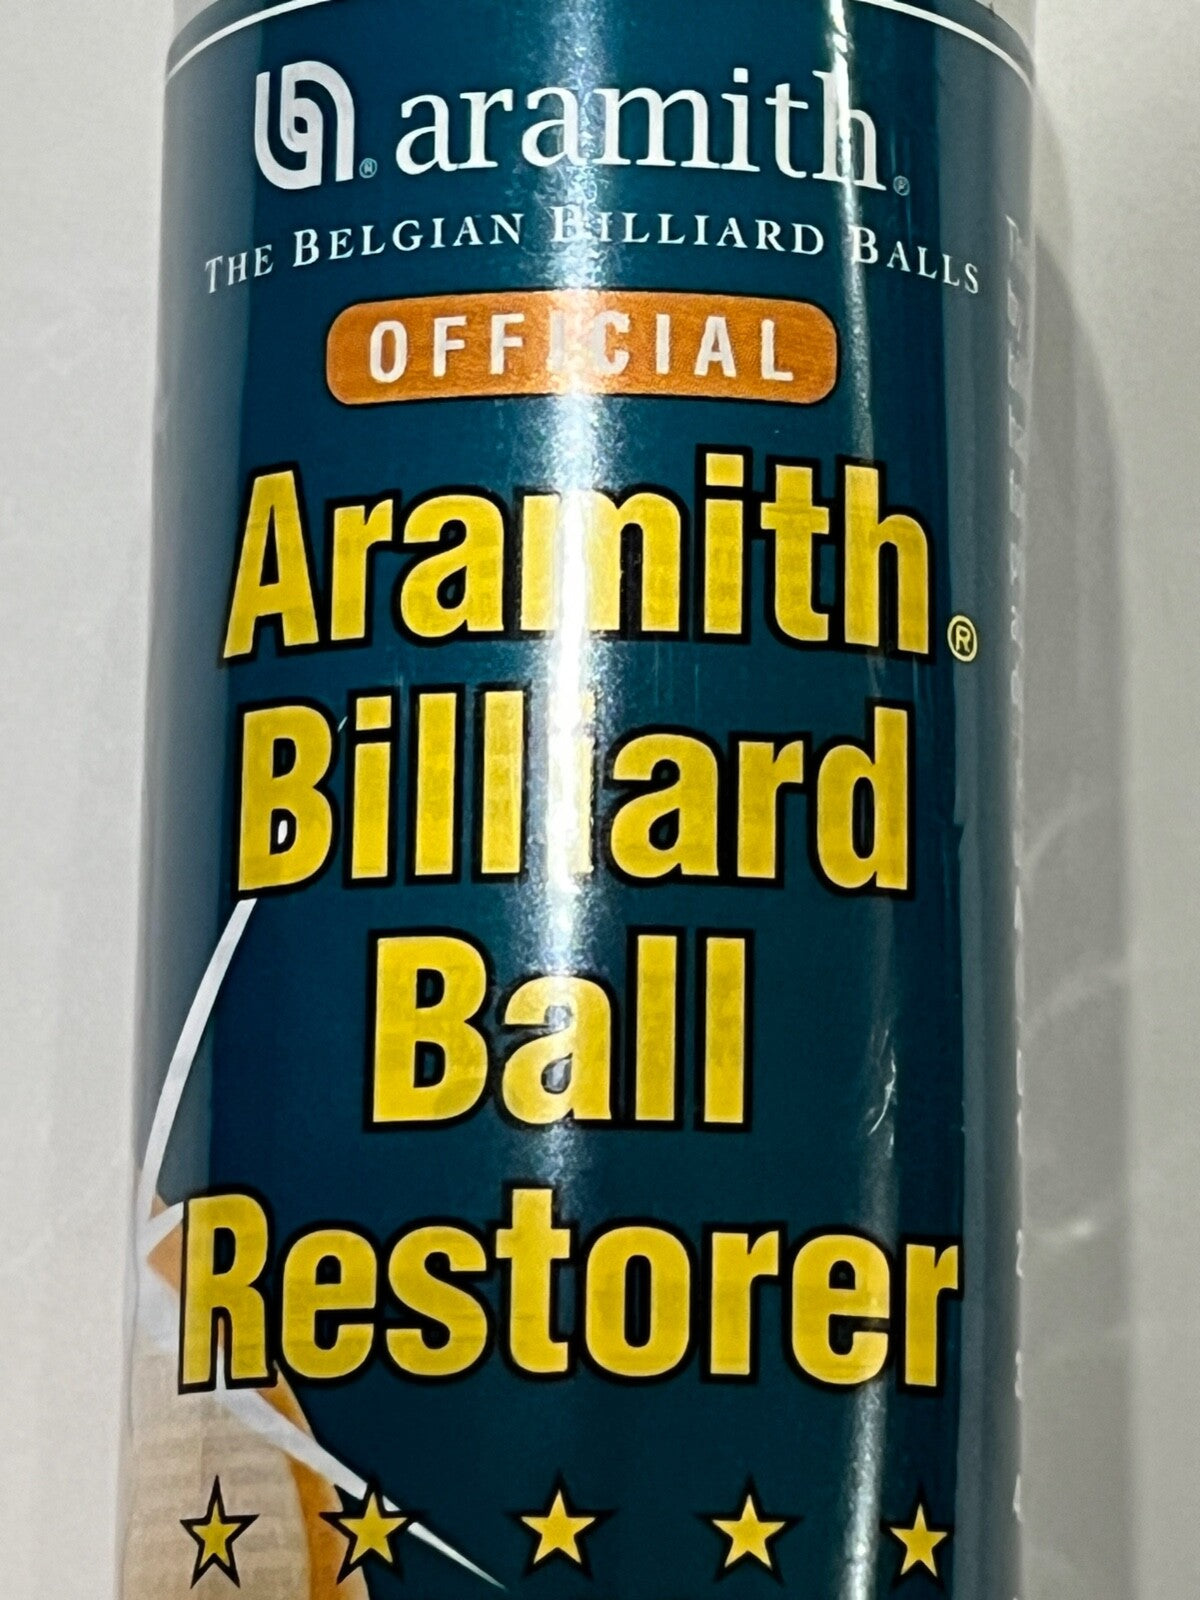 aramith®
THE BELGIAN BILLIARD BALLS
OFFICIAL
Aramith®
Billiard
Ball
Restorer